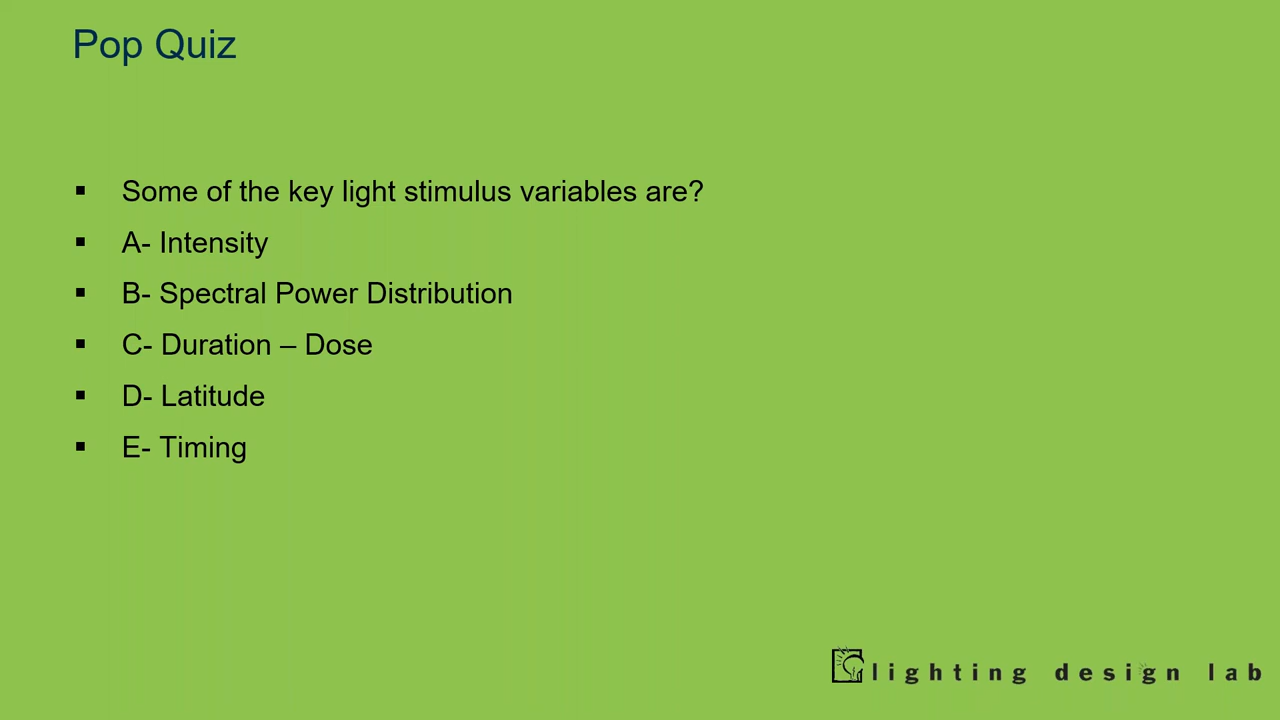 Pop Quiz
▪ Some of the key light stimulus variables are?
▪ A- Intensity
▪ B- Spectral Power Distribution
▪ C- Duration – Dose
▪ D- Latitude
▪ E- Timing
lighting design lab